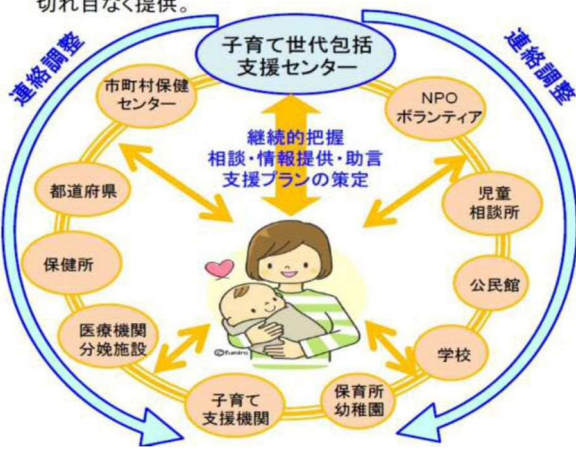 切れ目なく提供。
子育て世代包括
支援センター
連絡調整
連絡調整
市町村保健
センター
NPO
ボランティア
継続的把握
相談・情報提供・助言
支援プランの策定
都道府県
児童
相談所
保健所
公民館
医療機関
分娩施設
学校
©fumira
子育て
支援機関
保育所
幼稚園